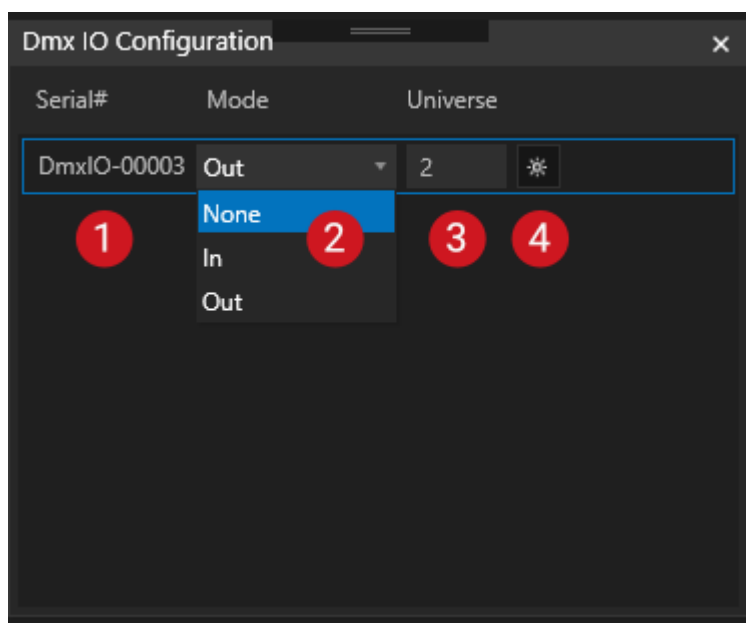 Dmx IO Configuration
Serial# Mode Universe
DmxIO-00003 Out 2
None
1 2 3 4
In
Out